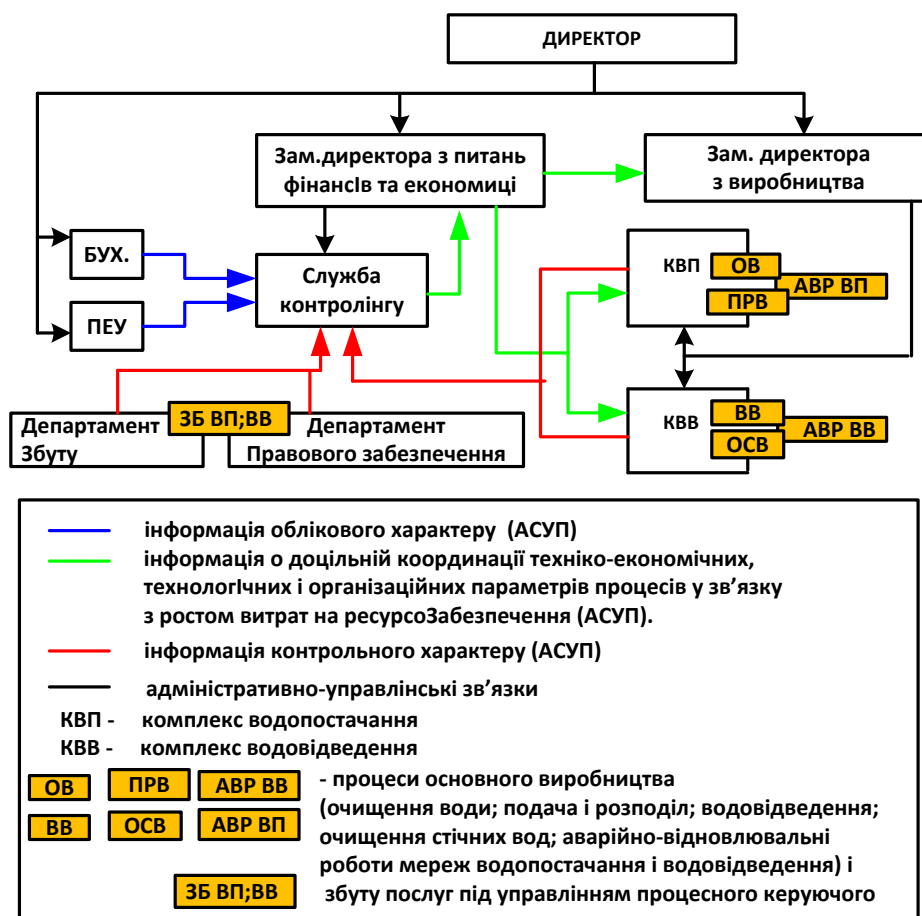 ДИРЕКТОР
Зам.директора з питань
фінансІв та економиці
Зам. директора
з виробництва
БУХ.
ПЕУ
Служба
контролінгу
КВП
ОВ
АВР ВП
ПРВ
КВВ
ВВ
АВР ВВ
ОСВ
Департамент
Збуту
ЗБ ВП;ВВ
Департамент
Правового забезпечення
інформація облікового характеру (АСУП)
інформація о доцільній координації техніко-економічних,
технологІчних і організаційних параметрів процесів у зв’язку
з ростом витрат на ресурсоЗабезпечення (АСУП).
інформація контрольного характеру (АСУП)
адміністративно-управлінські зв’язки
КВП - комплекс водопостачання
КВВ - комплекс водовідведення
ОВ ПРВ АВР ВВ - процеси основного виробництва
(очищення води; подача і розподіл; водовідведення;
ВВ ОСВ АВР ВП очищення стічних вод; аварійно-відновлювальні
роботи мереж водопостачання і водовідведення) і
ЗБ ВП;ВВ збуту послуг під управлінням процесного керуючого